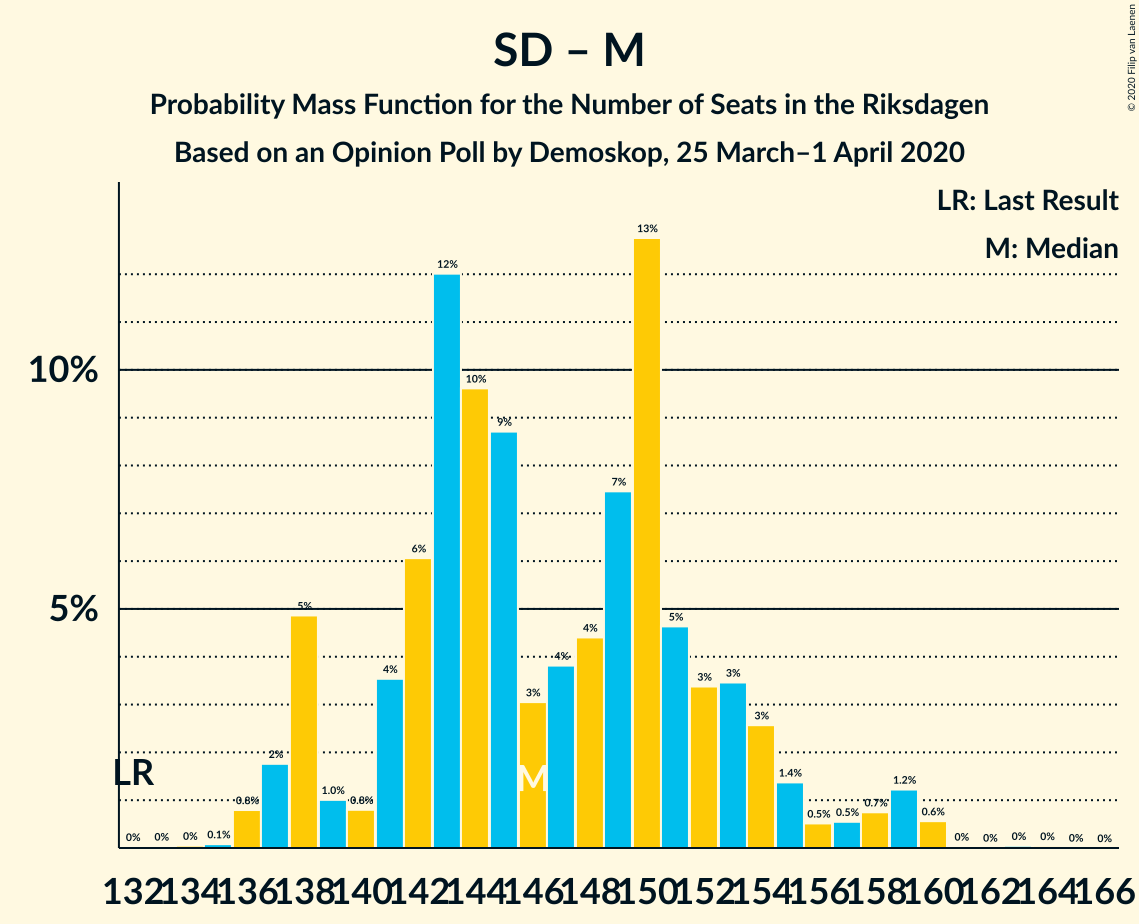 SD – M
Probability Mass Function for the Number of Seats in the Riksdagen
Based on an Opinion Poll by Demoskop, 25 March–1 April 2020
© 2020 Filip van Laenen
LR: Last Result
M: Median
13%
12%
10%
10%
9%
7%
6%
5%
5%
5%
4%
4%
4%
3%
3%
3%
3%
2%
LR
M
1.4%
1.2%
1.0%
0.8%
0.8%
0.7%
0.6%
0.5%
0.5%
0.1%
0% 0% 0% 0% 0% 0% 0% 0% 0%
132 134 136 138 140 142 144 146 148 150 152 154 156 158 160 162 164 166